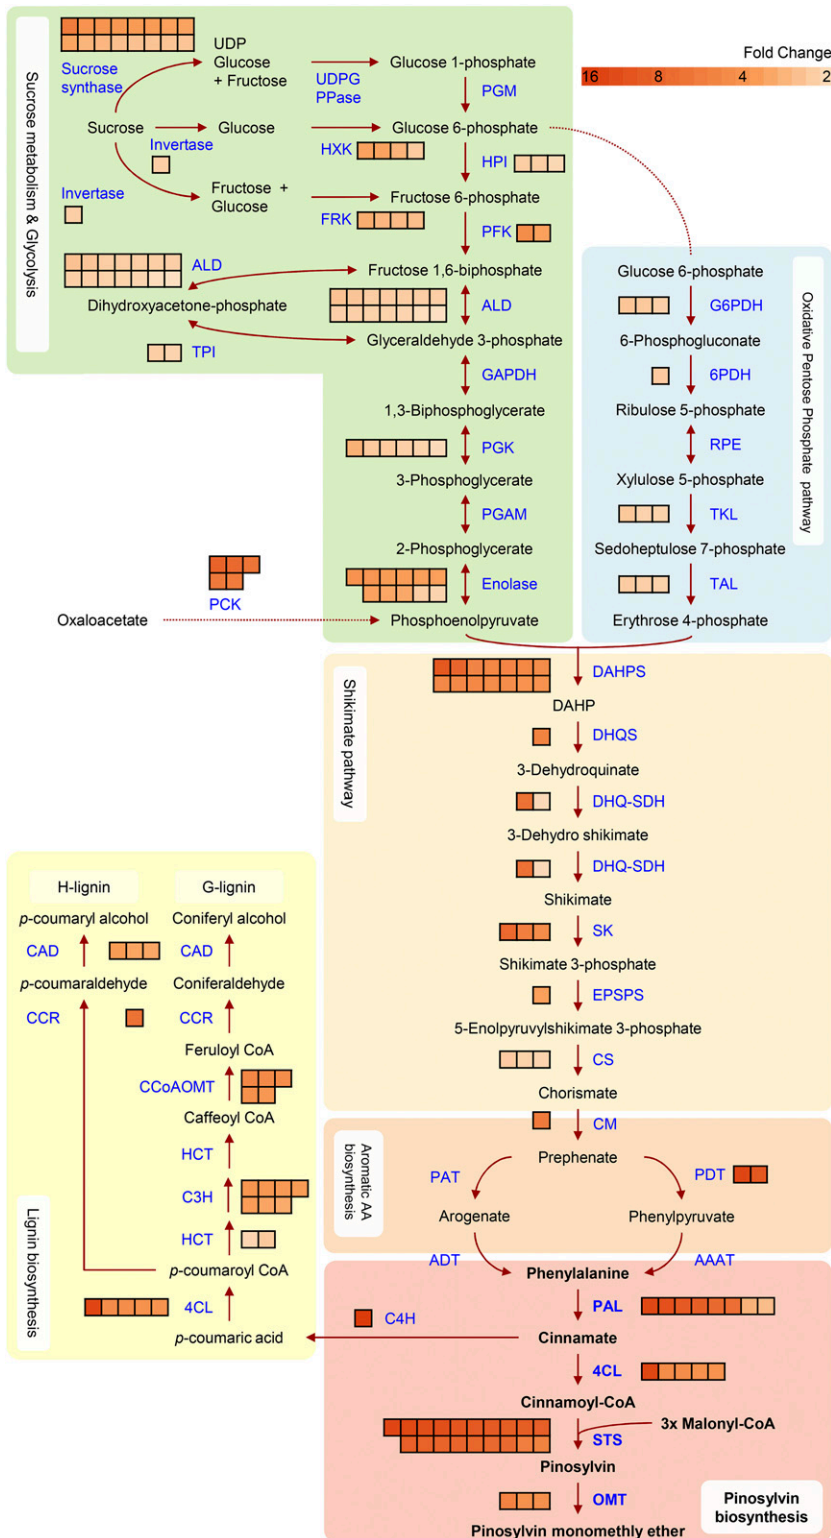 Sucrose metabolism & Glycolysis
Sucrose
synthase
UDP
Glucose
+ Fructose
UDPG
PPase
Glucose 1-phosphate
PGM
Fold Change
16
8
4
2
Sucrose
Invertase
Glucose
HXK
Glucose 6-phosphate
HPI
Invertase
Fructose +
Glucose
FRK
Fructose 6-phosphate
PFK
ALD
Fructose 1,6-biphosphate
Dihydroxyacetone-phosphate
ALD
TPI
Glyceraldehyde 3-phosphate
GAPDH
1,3-Biphosphoglycerate
PGK
3-Phosphoglycerate
PGAM
2-Phosphoglycerate
Enolase
PCK
Oxaloacetate
Phosphoenolpyruvate
Oxidative Pentose Phosphate pathway
Glucose 6-phosphate
G6PDH
6-Phosphogluconate
6PDH
Ribulose 5-phosphate
RPE
Xylulose 5-phosphate
TKL
Sedoheptulose 7-phosphate
TAL
Erythrose 4-phosphate
Shikimate pathway
DAHPS
DAHP
DHQS
3-Dehydroquinate
DHQ-SDH
3-Dehydro shikimate
DHQ-SDH
Shikimate
SK
Shikimate 3-phosphate
EPSPS
5-Enolpyruvylshikimate 3-phosphate
CS
Chorismate
CM
Aromatic AA
biosynthesis
Prephenate
PAT
PDT
Arogenate
Phenylpyruvate
ADT
AAAT
Lignin biosynthesis
H-lignin
G-lignin
p-coumaryl alcohol
Coniferyl alcohol
CAD
CAD
p-coumaraldehyde
Coniferaldehyde
CCR
CCR
Feruloyl CoA
CCoAOMT
Caffeoyl CoA
HCT
C3H
HCT
p-coumaroyl CoA
4CL
p-coumaric acid
C4H
Phenylalanine
PAL
Cinnamate
4CL
Cinnamoyl-CoA
3x Malonyl-CoA
STS
Pinosylvin
OMT
Pinosylvin monomethly ether
Pinosylvin
biosynthesis